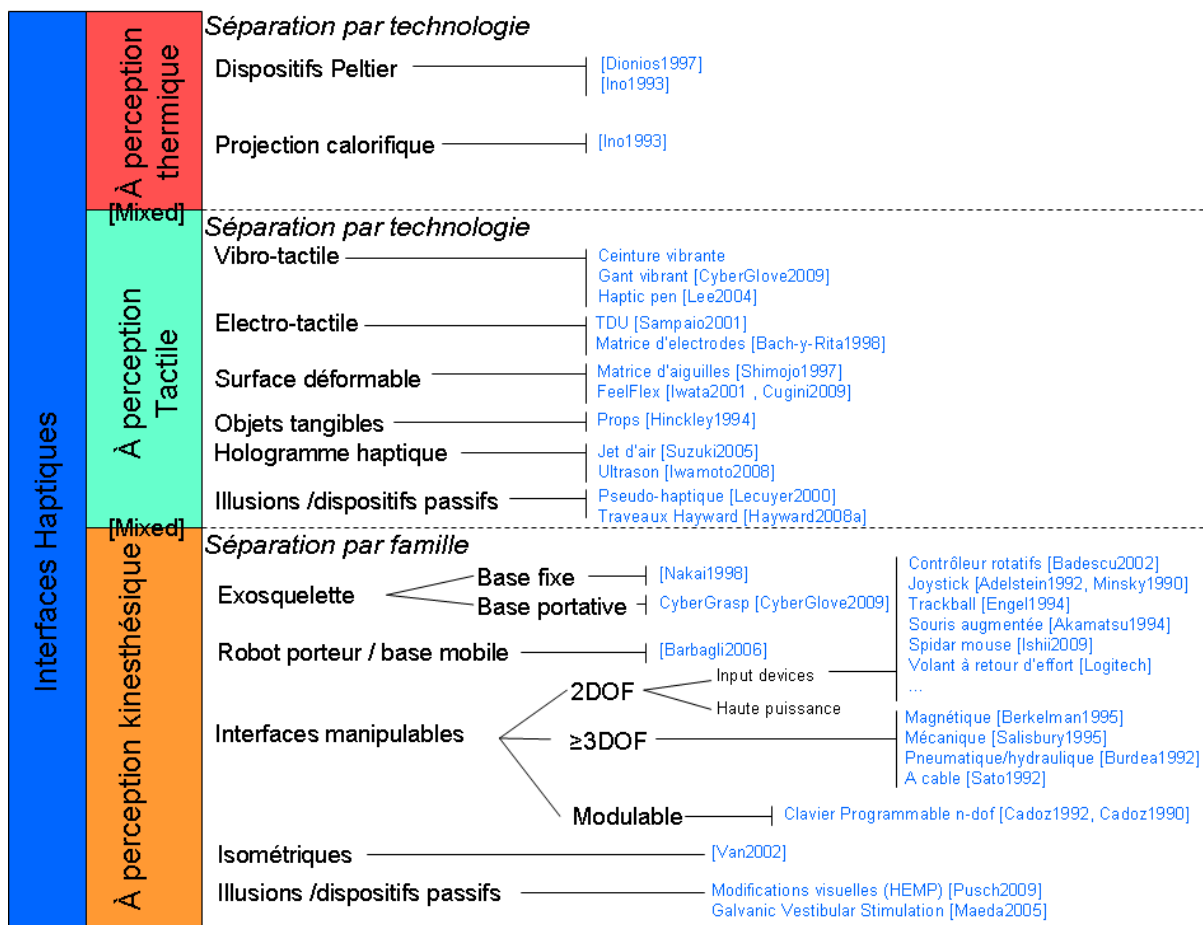 Interfaces Haptiques
À perception thermique
Séparation par technologie
Dispositifs Peltier
[Dionios1997]
[Ino1993]
Projection calorifique
[Ino1993]
[Mixed]
À perception Tactile
Séparation par technologie
Vibro-tactile
Ceinture vibrante
Gant vibrant [CyberGlove2009]
Haptic pen [Lee2004]
Electro-tactile
TDU [Sampaio2001]
Matrice d'electrodes [Bach-y-Rita1998]
Surface déformable
Matrice d'aiguilles [Shimojo1997]
FeelFlex [Iwata2001 , Cugini2009]
Objets tangibles
Props [Hinckley1994]
Hologramme haptique
Jet d'air [Suzuki2005]
Ultrason [Iwamoto2008]
Illusions /dispositifs passifs
Pseudo-haptique [Lecuyer2000]
Traveaux Hayward [Hayward2008a]
[Mixed]
À perception kinesthésique
Séparation par famille
Exosquelette
Base fixe
[Nakai1998]
Base portative
CyberGrasp [CyberGlove2009]
Robot porteur / base mobile
[Barbagli2006]
Interfaces manipulables
2DOF
Input devices
Contrôleur rotatifs [Badescu2002]
Joystick [Adelstein1992, Minsky1990]
Trackball [Engel1994]
Souris augmentée [Akamatsu1994]
Spidar mouse [Ishii2009]
Volant à retour d'effort [Logitech]
...
Haute puissance
≥3DOF
Magnétique [Berkelman1995]
Mécanique [Salisbury1995]
Pneumatique/hydraulique [Burdea1992]
A cable [Sato1992]
Modulable
Clavier Programmable n-dof [Cadoz1992, Cadoz1990]
Isométriques
[Van2002]
Illusions /dispositifs passifs
Modifications visuelles (HEMP) [Pusch2009]
Galvanic Vestibular Stimulation [Maeda2005]